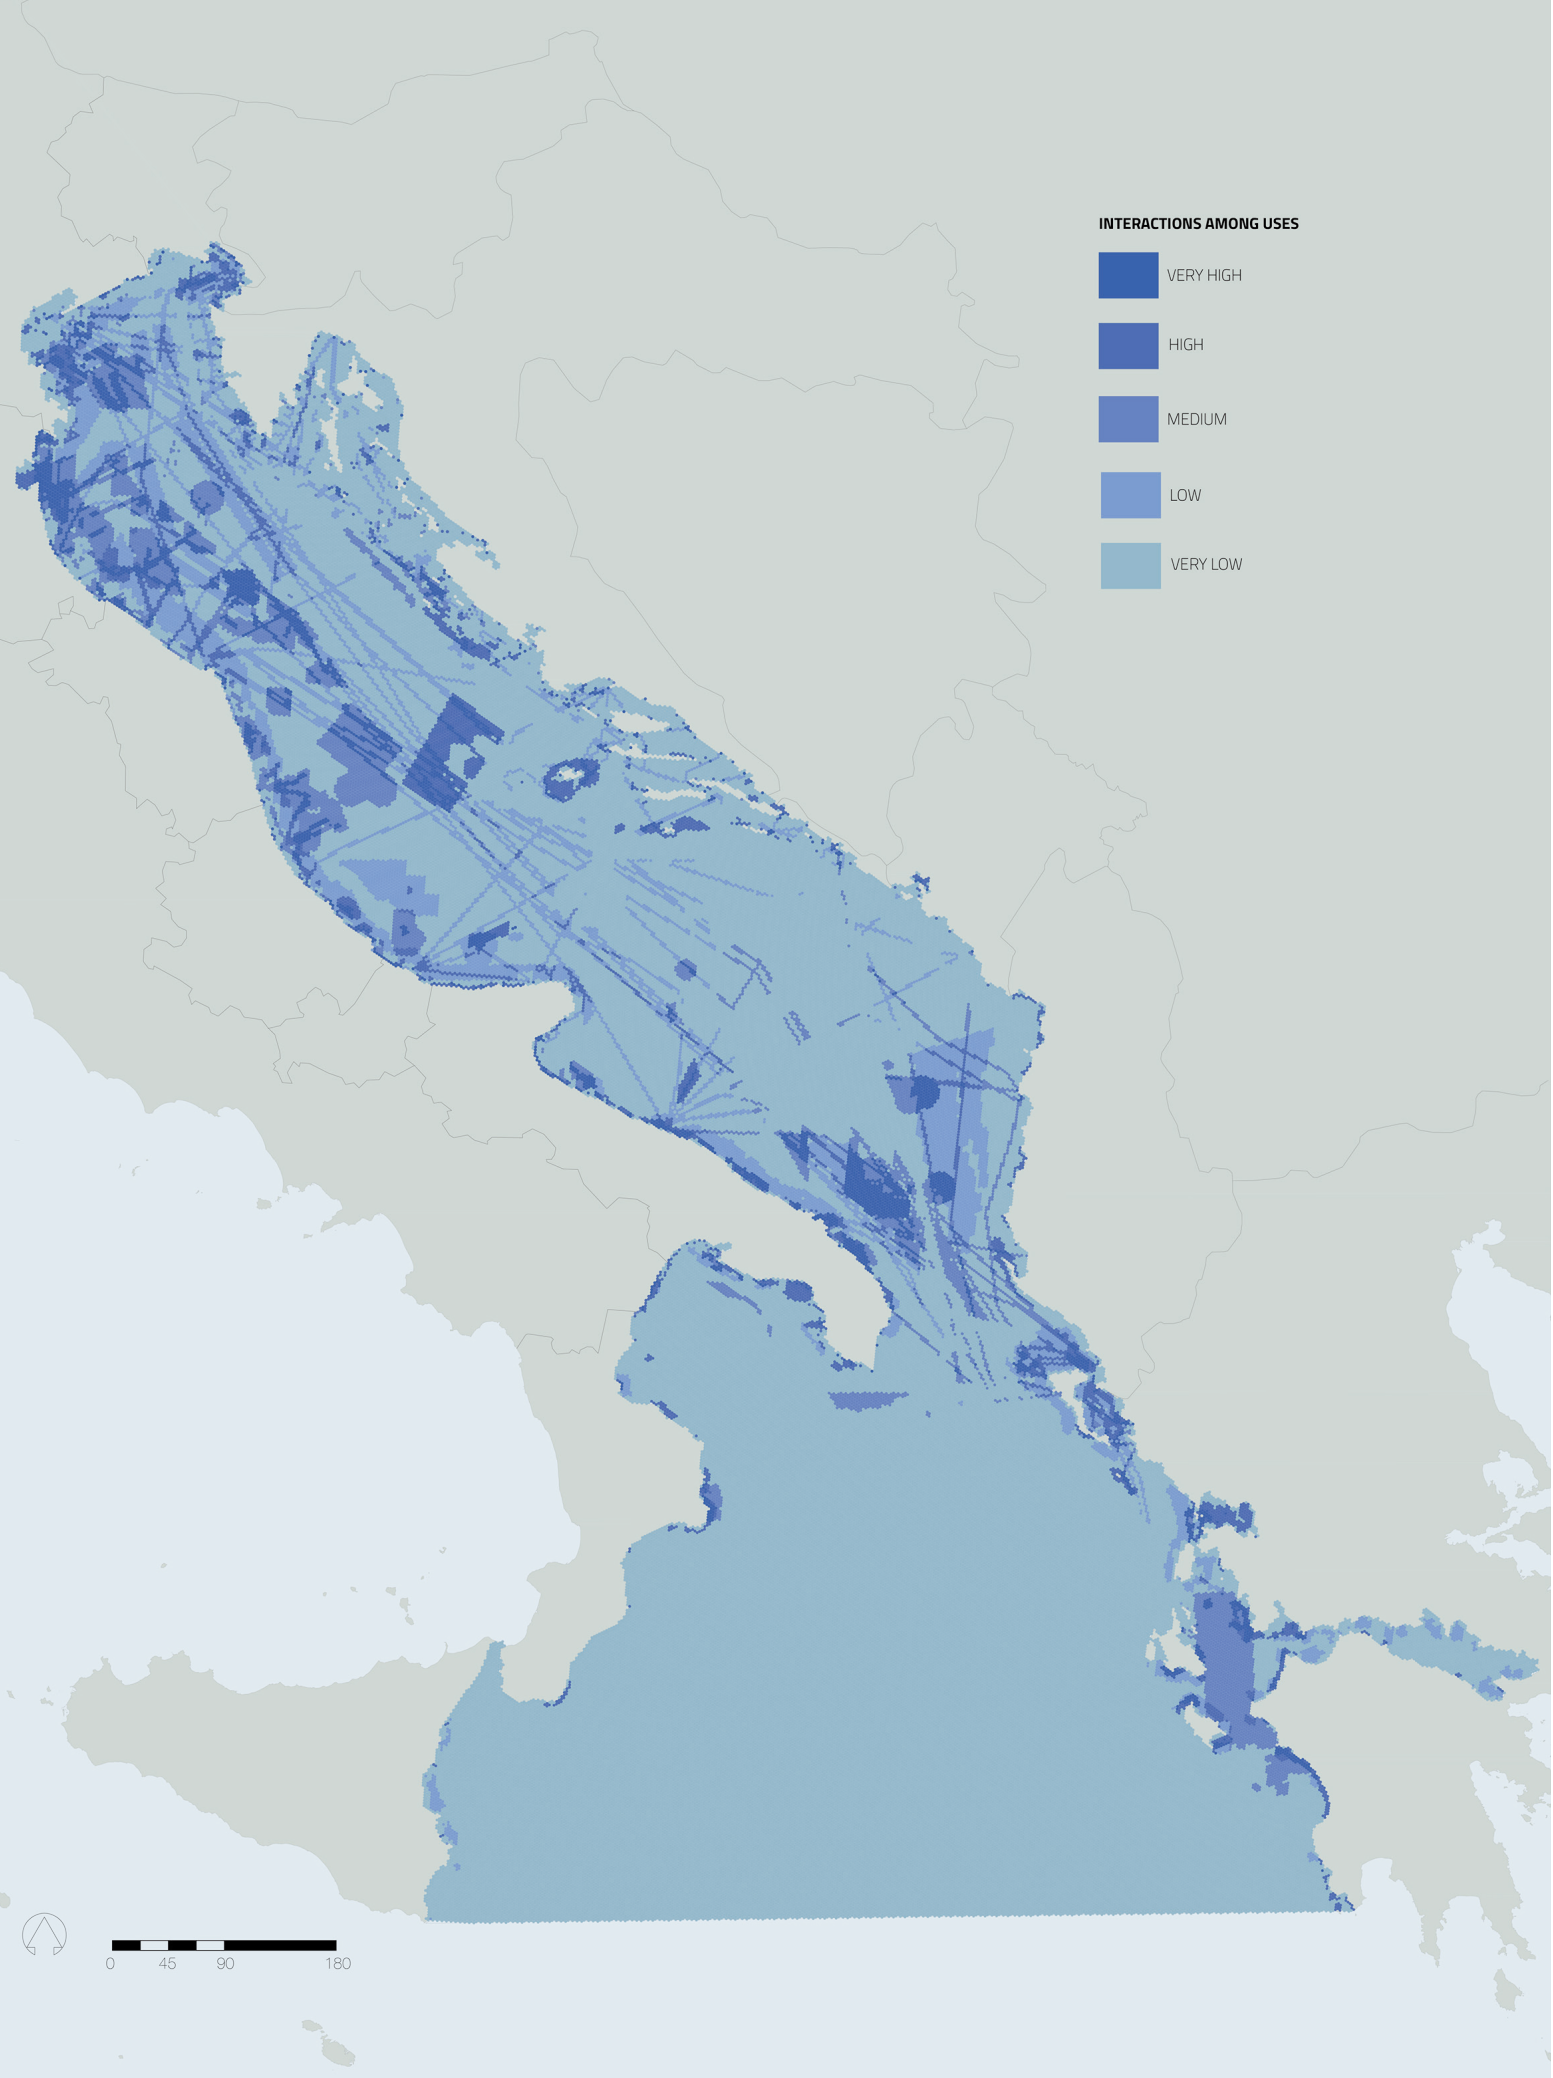 INTERACTIONS AMONG USES
VERY HIGH
HIGH
MEDIUM
LOW
VERY LOW
0 45 90 180